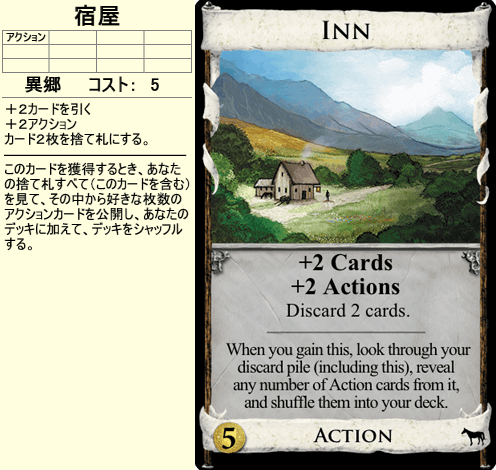 宿屋
アクション
異郷 コスト： 5
＋2カードを引く
＋2アクション
カード2枚を捨て札にする。
このカードを獲得するとき、あなた
の捨て札すべて(このカードを含む)
を見て、その中から好きな枚数の
アクションカードを公開し、あなたの
デッキに加えて、デッキをシャッフル
する。
INN
+2 Cards
+2 Actions
Discard 2 cards.
When you gain this, look through your
discard pile (including this), reveal
any number of Action cards from it,
and shuffle them into your deck.
5
ACTION